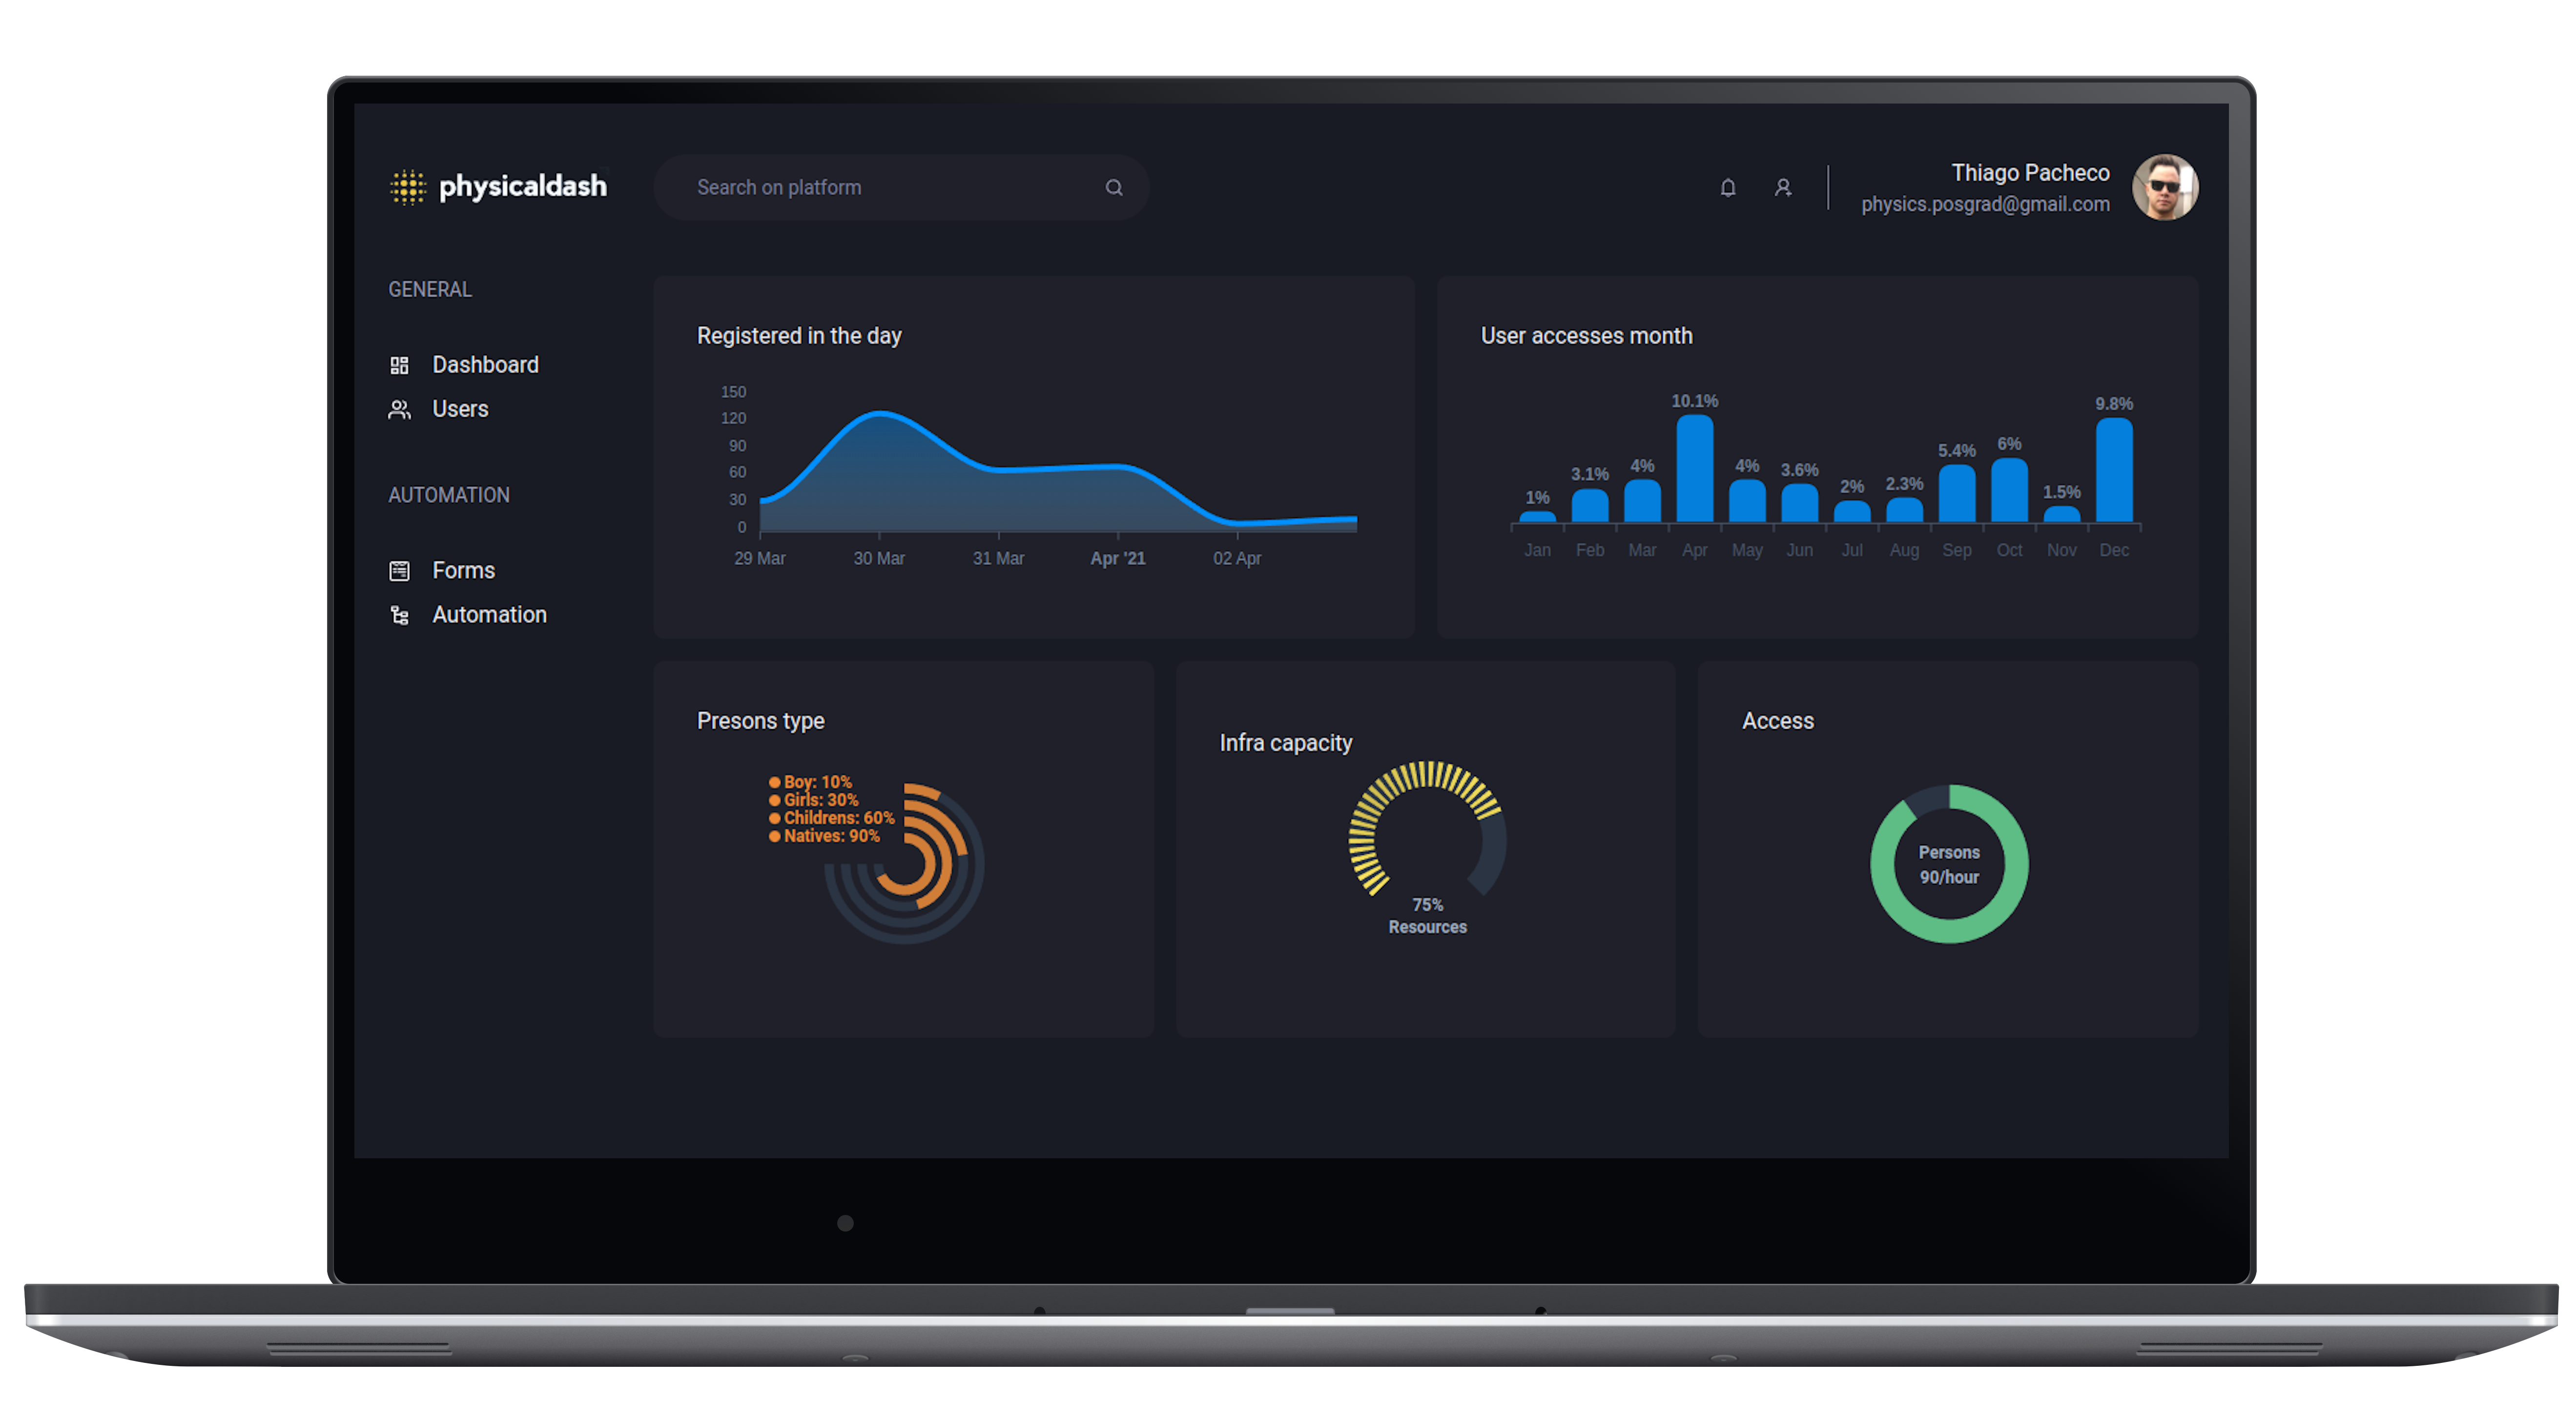 physicaldash
Search on platform
Thiago Pacheco
physics.posgrad@gmail.com
GENERAL
Dashboard
Users
AUTOMATION
Forms
Automation
Registered in the day
150
120
90
60
30
0
29 Mar 30 Mar 31 Mar Apr '21 02 Apr
User accesses month
1% 3.1% 4% 10.1% 4% 3.6% 2% 2.3% 5.4% 6% 1.5% 9.8%
Jan Feb Mar Apr May Jun Jul Aug Sep Oct Nov Dec
Presons type
Boy: 10%
Girls: 30%
Childrens: 60%
Natives: 90%
Infra capacity
75%
Resources
Access
Persons
90/hour